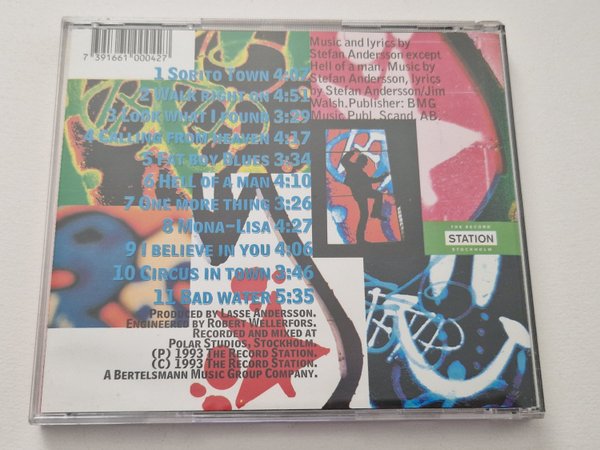 7 391661 000427
Music and lyrics by
Stefan Andersson except
Hell of a man, Music by
Stefan Andersson, lyrics
by Stefan Andersson/Jim
Walsh.Publisher: BMG
Music Publ. Scand. AB.
1 SORBITO TOWN 4:07
2 WALK RIGHT ON 4:51
3 LOOK WHAT I FOUND 3:29
4 CALLING FROM HEAVEN 4:17
5 FAT BOY BLUES 3:34
6 HELL OF A MAN 4:10
7 ONE MORE THING 3:26
8 MONA-LISA 4:27
9 I BELIEVE IN YOU 4:06
10 CIRCUS IN TOWN 3:46
11 BAD WATER 5:35
THE RECORD
STATION
STOCKHOLM
PRODUCED BY LASSE ANDERSSON.
ENGINEERED BY ROBERT WELLERFORS.
RECORDED AND MIXED AT
POLAR STUDIOS, STOCKHOLM.
(P) 1993 THE RECORD STATION.
(C) 1993 THE RECORD STATION.
A BERTELSMANN MUSIC GROUP COMPANY.